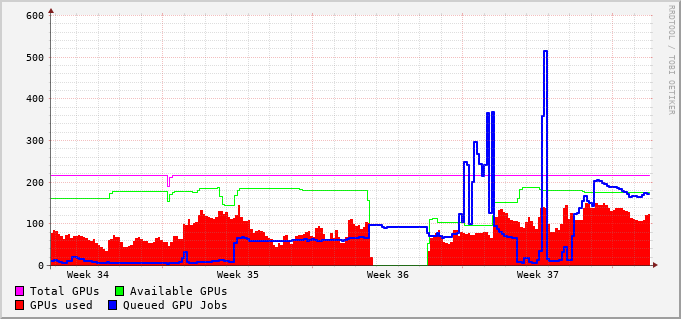 600
500
400
300
200
100
0
Week 34 Week 35 Week 36 Week 37
Total GPUs Available GPUs
GPUs used Queued GPU Jobs
RRDTOOL / TOBI OETIKER